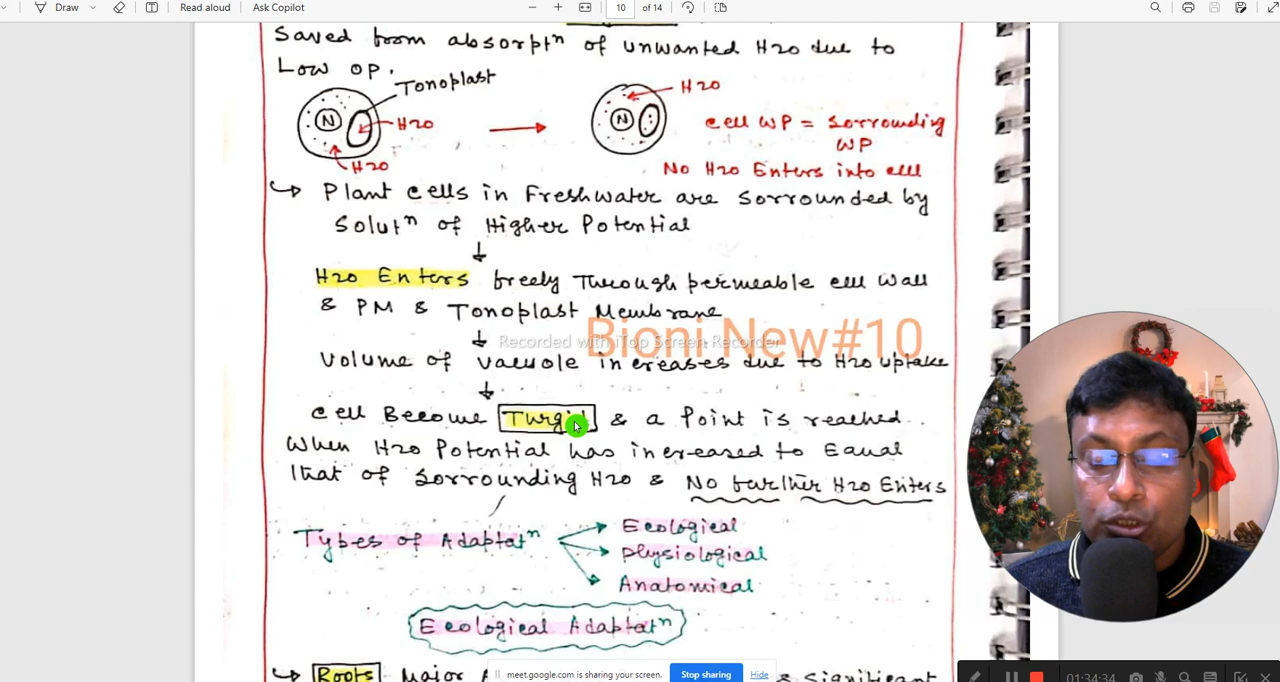 Draw
Read aloud
Ask Copilot
10 of 14
Saved from absorptⁿ of unwanted H2O due to
Low OP.
Tonoplast
N
H2O
H2O
N
H2O
cell WP = Sorrounding
WP
No H2O Enters into cell
↳ Plant cells in Freshwater are Sorrounded by
Solutⁿ of Higher Potential
↓
H2O Enters freely Through permeable cell wall
& PM & Tonoplast Membrane
↓
Bioni New#10
Recorded with iTop Screen Recorder
Volume of vacuole increases due to H2O uptake
↓
Cell Become Turgid & a Point is reached
When H2O Potential has increased to Equal
that of Sorrounding H2O & No further H2O Enters
Types of Adaptatⁿ
Ecological
Physiological
Anatomical
Ecological Adaptatⁿ
↳ Roots - Major
& Significant
meet.google.com is sharing your screen.
Stop sharing
Hide
01:34:34